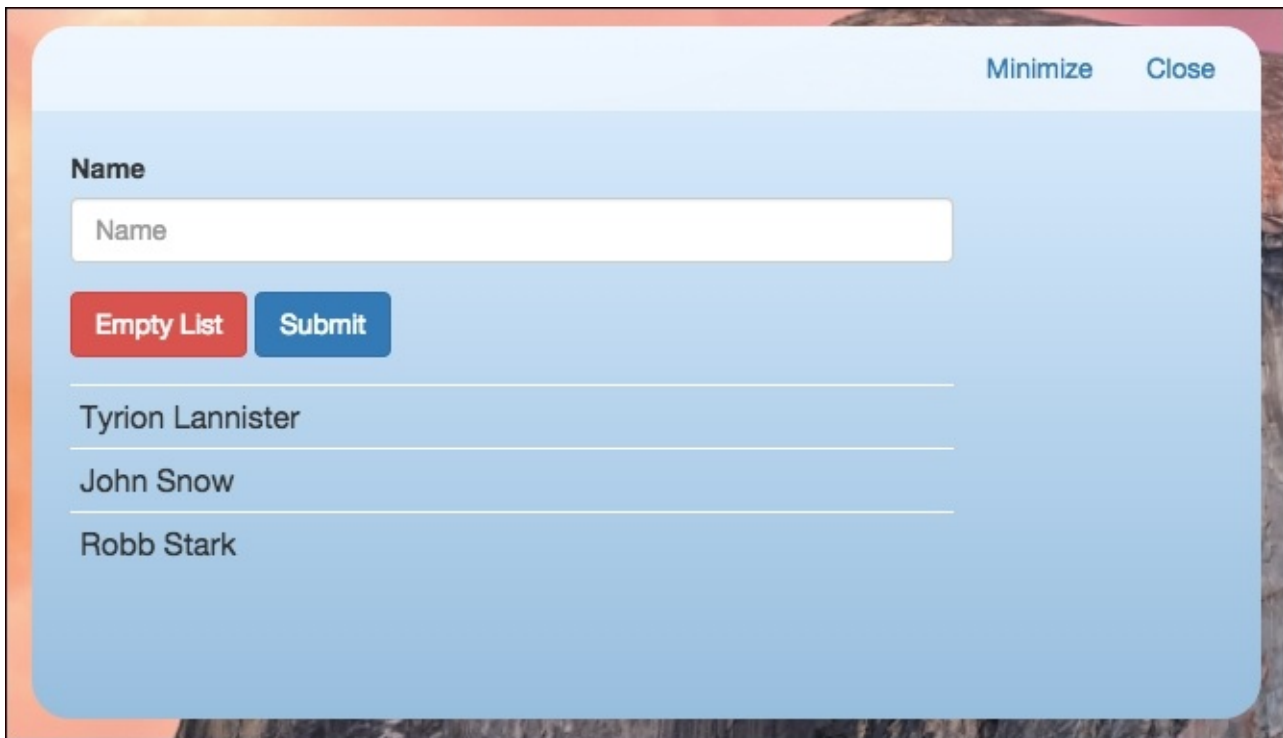 Minimize Close
Name
Name
Empty List Submit
Tyrion Lannister
John Snow
Robb Stark